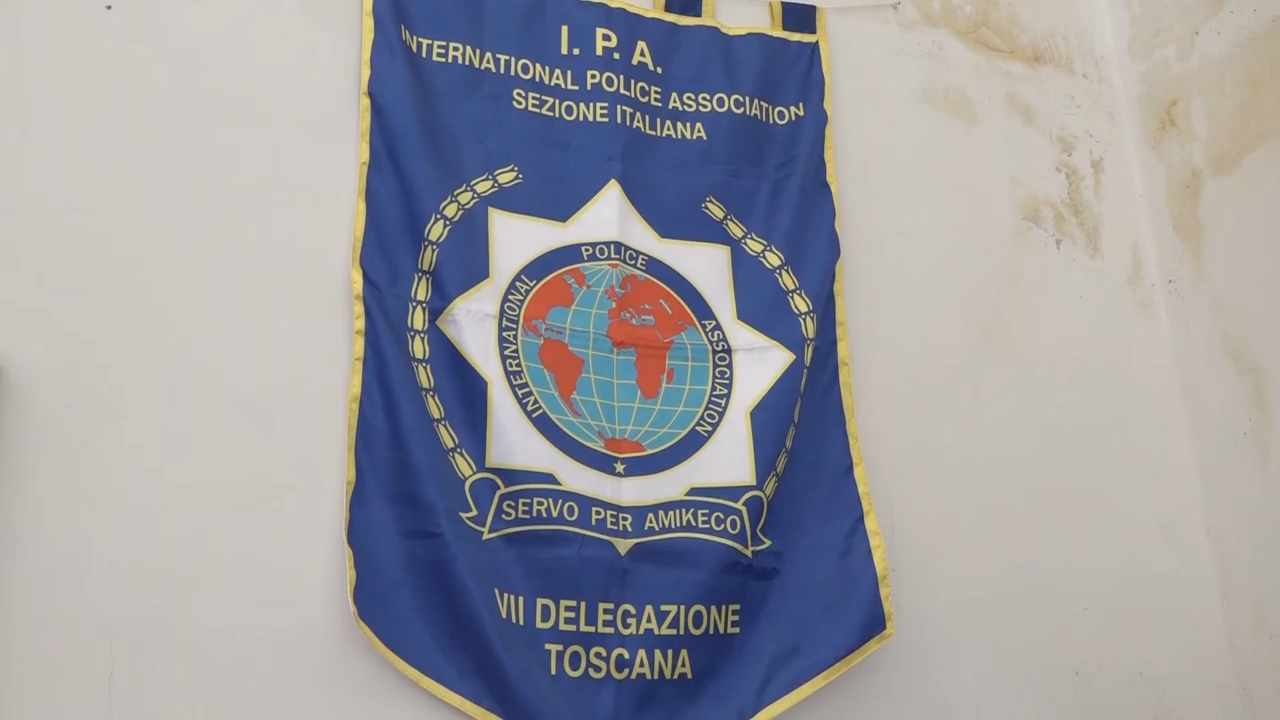 I. P. A.
INTERNATIONAL POLICE ASSOCIATION
SEZIONE ITALIANA
INTERNATIONAL POLICE ASSOCIATION
SERVO PER AMIKECO
VII DELEGAZIONE
TOSCANA